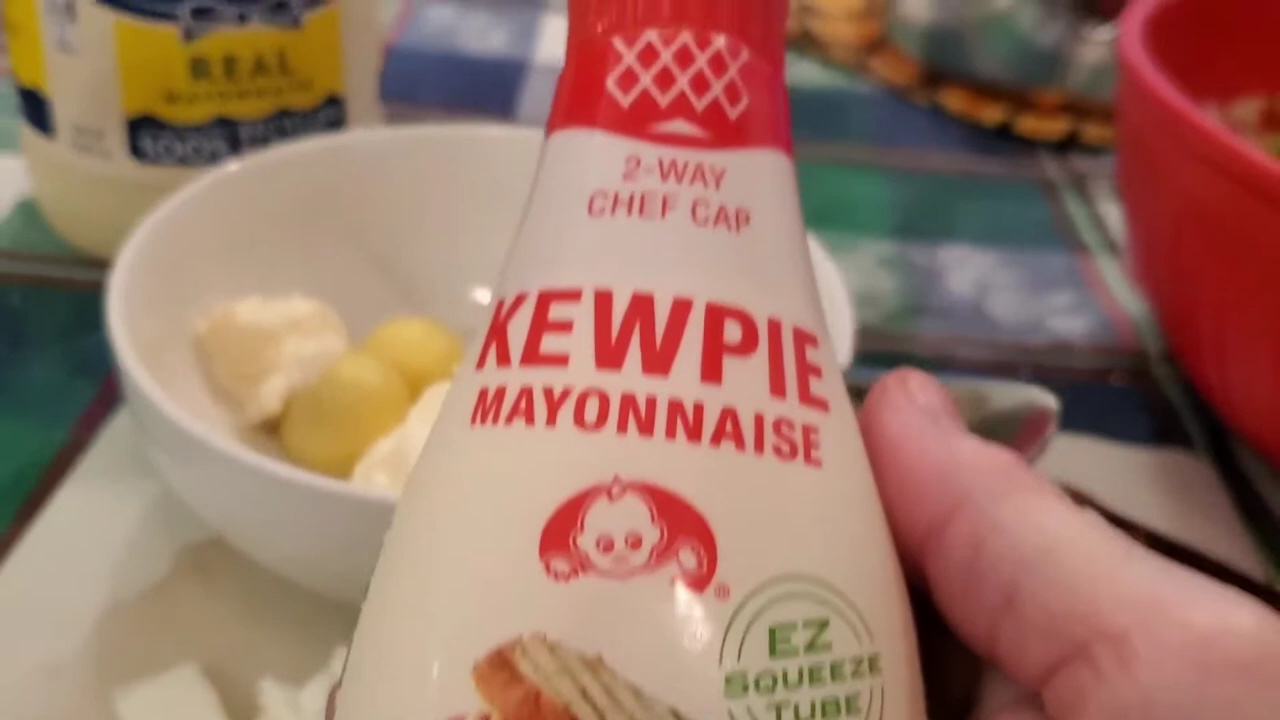 REAL
2-WAY
CHEF CAP
KEWPIE
MAYONNAISE
®
EZ
SQUEEZE
TUBE